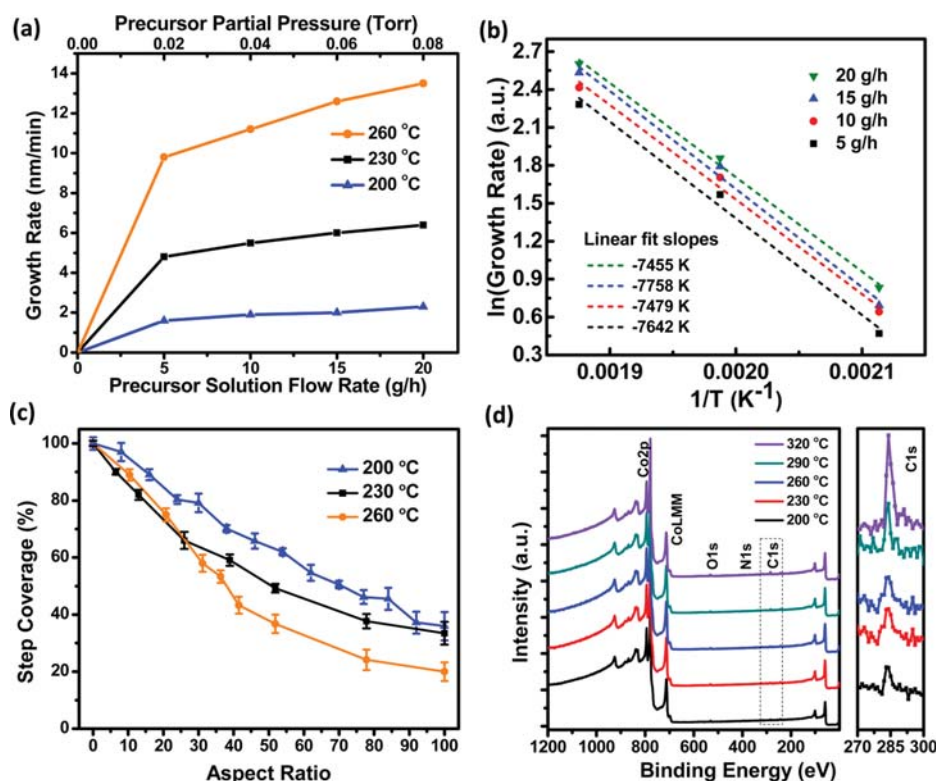 (a)
Precursor Partial Pressure (Torr)
0.00 0.02 0.04 0.06 0.08
Growth Rate (nm/min)
14
12
10
8
6
4
2
0
260 °C
230 °C
200 °C
0 5 10 15 20
Precursor Solution Flow Rate (g/h)
(b)
ln(Growth Rate) (a.u.)
2.7
2.4
2.1
1.8
1.5
1.2
0.9
0.6
0.3
20 g/h
15 g/h
10 g/h
5 g/h
Linear fit slopes
-7455 K
-7758 K
-7479 K
-7642 K
0.0019 0.0020 0.0021
1/T (K-1)
(c)
Step Coverage (%)
100
80
60
40
20
0
200 °C
230 °C
260 °C
0 10 20 30 40 50 60 70 80 90 100
Aspect Ratio
(d)
Intensity (a.u.)
Co2p
CoLMM
O1s
N1s
C1s
320 °C
290 °C
260 °C
230 °C
200 °C
1200 1000 800 600 400 200
Binding Energy (eV)
C1s
270 285 300